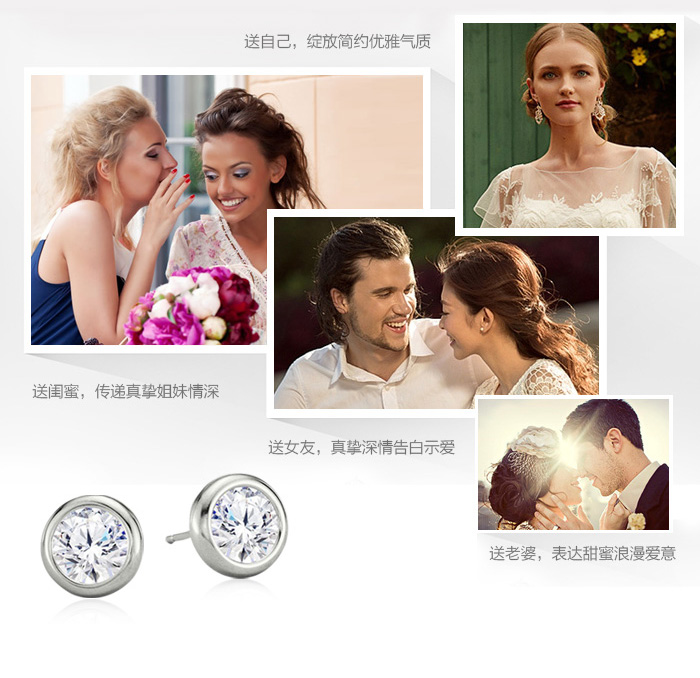 送自己，绽放简约优雅气质
送闺蜜，传递真挚姐妹情深
送女友，真挚深情告白示爱
送老婆，表达甜蜜浪漫爱意